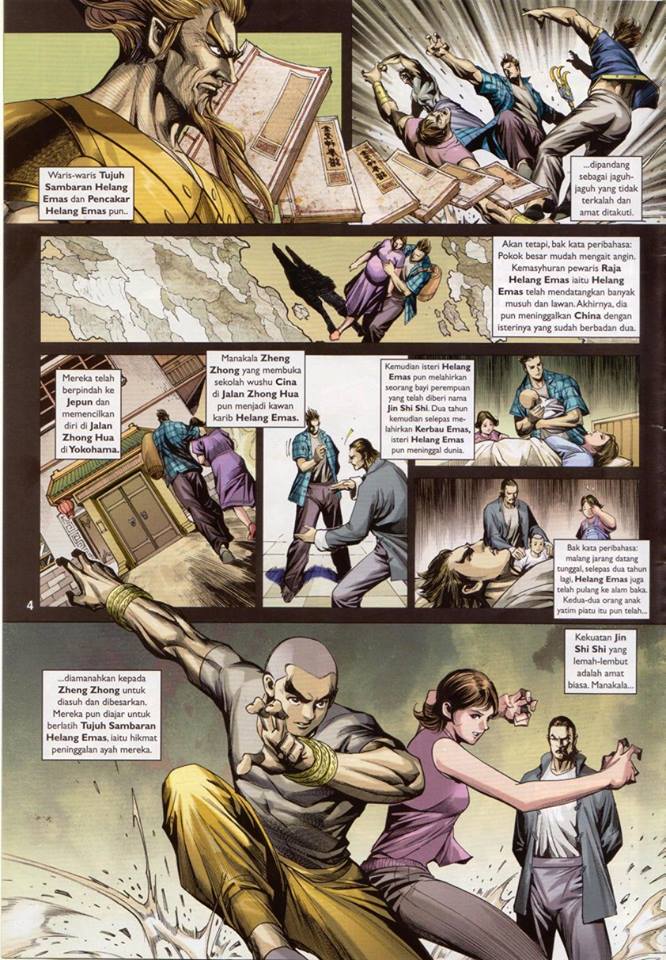 Waris-waris Tujuh
Sambaran Helang
Emas dan Pencakar
Helang Emas pun..
...dipandang
sebagai jaguh-
jaguh yang tidak
terkalah dan
amat ditakuti.
Akan tetapi, bak kata peribahasa:
Pokok besar mudah mengait angin.
Kemasyhuran pewaris Raja
Helang Emas iaitu Helang
Emas telah mendatangkan banyak
musuh dan lawan. Akhirnya, dia
pun meninggalkan China dengan
isterinya yang sudah berbadan dua.
Mereka telah
berpindah ke
Jepun dan
memencilkan
diri di Jalan
Zhong Hua
di Yokohama.
Manakala Zheng
Zhong yang membuka
sekolah wushu Cina
di Jalan Zhong Hua
pun menjadi kawan
karib Helang Emas.
Kemudian isteri Helang
Emas pun melahirkan
seorang bayi perempuan
yang telah diberi nama
Jin Shi Shi. Dua tahun
kemudian selepas me-
lahirkan Kerbau Emas,
isteri Helang Emas
pun meninggal dunia.
Bak kata peribahasa:
malang jarang datang
tunggal, selepas dua tahun
lagi, Helang Emas juga
telah pulang ke alam baka.
Kedua-dua orang anak
yatim piatu itu pun telah...
4
...diamanahkan kepada
Zheng Zhong untuk
diasuh dan dibesarkan.
Mereka pun diajar untuk
berlatih Tujuh Sambaran
Helang Emas, iaitu hikmat
peninggalan ayah mereka.
Kekuatan Jin
Shi Shi yang
lemah-lembut
adalah amat
biasa. Manakala...